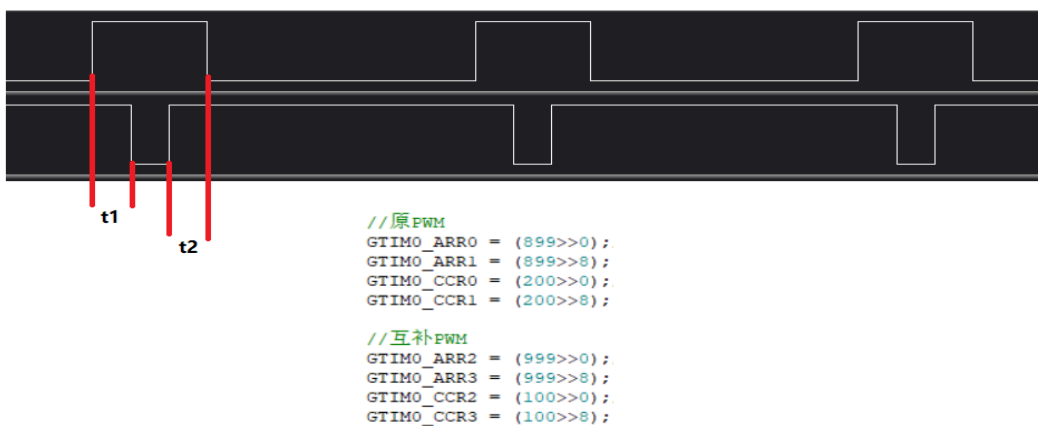 t1
t2
//原PWM
GTIM0_ARR0 = (899>>0);
GTIM0_ARR1 = (899>>8);
GTIM0_CCR0 = (200>>0);
GTIM0_CCR1 = (200>>8);
//互补PWM
GTIM0_ARR2 = (999>>0);
GTIM0_ARR3 = (999>>8);
GTIM0_CCR2 = (100>>0);
GTIM0_CCR3 = (100>>8);